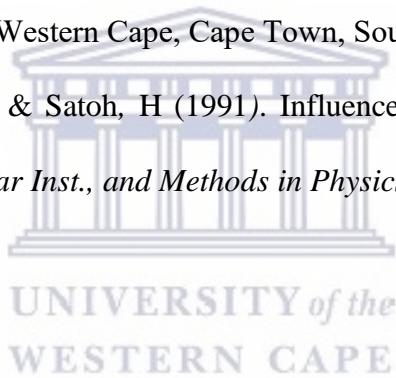 Western Cape, Cape Town, Sou
& Satoh, H (1991). Influence
ar Inst., and Methods in Physic
UNIVERSITY of the
WESTERN CAPE